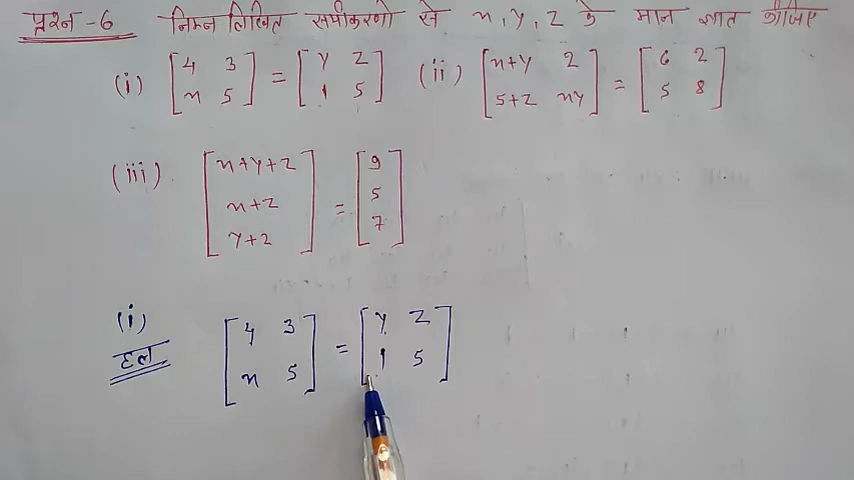 प्रश्न-6 निम्न लिखित समीकरणो से x, y, z के मान ज्ञात कीजिए
(i) [4 3 = [y z (ii) [x+y 2 = [6 2
x 5] 1 5] 5+z xy] 5 8]
(iii). [x+y+z = [9
x+z 5
y+z] 7]
(i) [4 3 = [y z
हल x 5] 1 5]